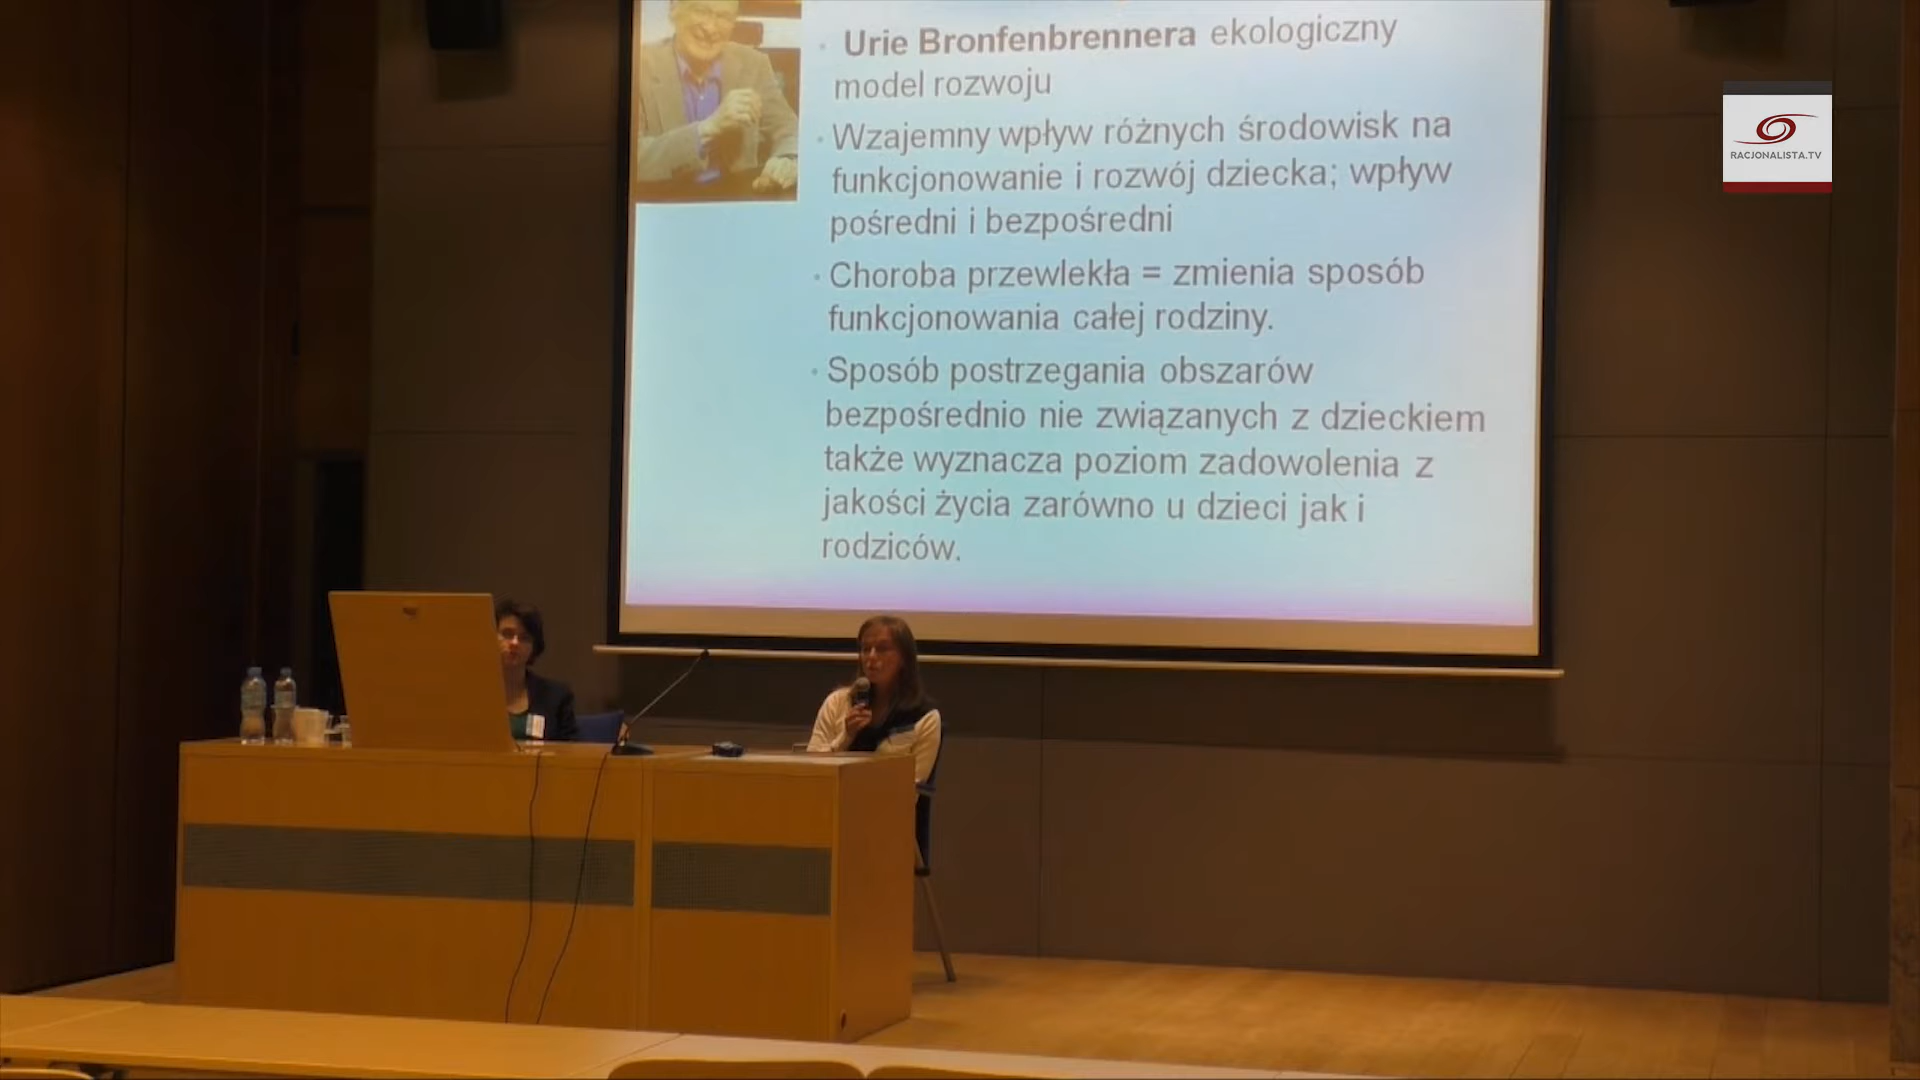 Urie Bronfenbrennera ekologiczny
model rozwoju
Wzajemny wpływ różnych środowisk na
funkcjonowanie i rozwój dziecka; wpływ
pośredni i bezpośredni
Choroba przewlekła = zmienia sposób
funkcjonowania całej rodziny.
Sposób postrzegania obszarów
bezpośrednio nie związanych z dzieckiem
także wyznacza poziom zadowolenia z
jakości życia zarówno u dzieci jak i
rodziców.
RACJONALISTA.TV